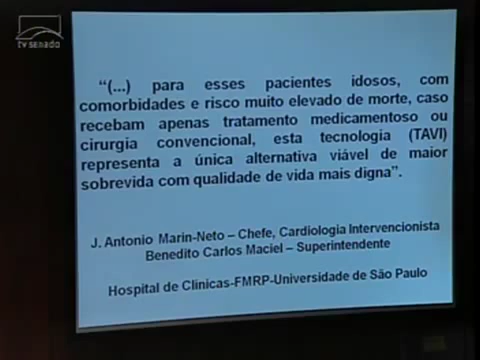 tv senado
“(...) para esses pacientes idosos, com
comorbidades e risco muito elevado de morte, caso
recebam apenas tratamento medicamentoso ou
cirurgia convencional, esta tecnologia (TAVI)
representa a única alternativa viável de maior
sobrevida com qualidade de vida mais digna”.
J. Antonio Marin-Neto – Chefe, Cardiologia Intervencionista
Benedito Carlos Maciel – Superintendente
Hospital de Clínicas-FMRP-Universidade de São Paulo